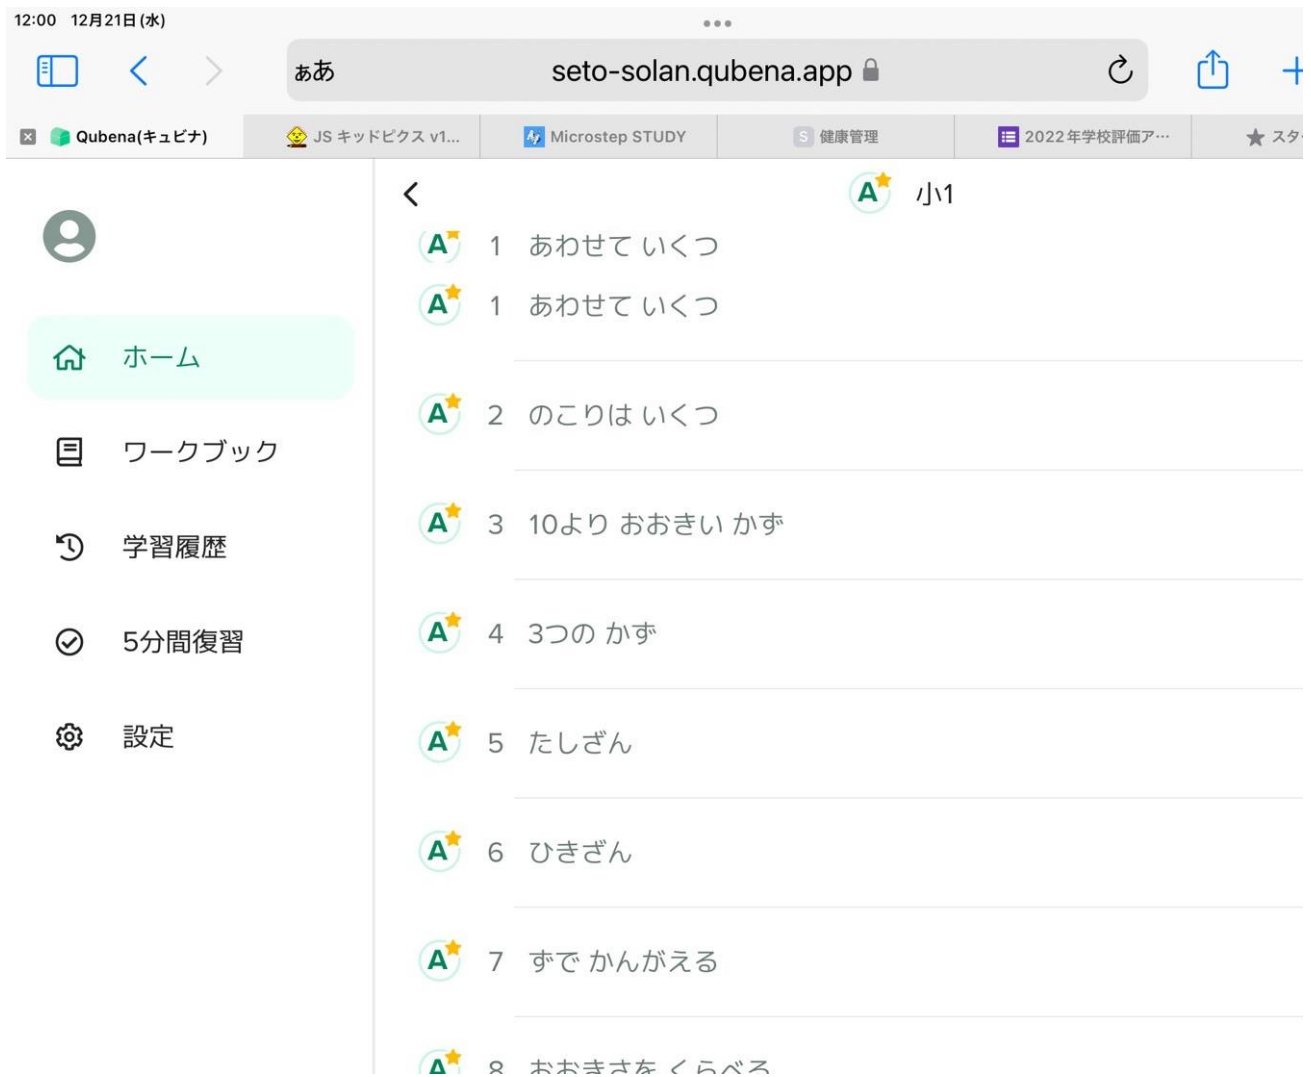 12:00 12月21日(水)
ぁあ seto-solan.qubena.app
Qubena(キュビナ) JS キッドピクス v1... Microstep STUDY S 健康管理 2022年学校評価ア… スタ
A 小1
A 1 あわせて いくつ
A 1 あわせて いくつ
ホーム
A 2 のこりは いくつ
ワークブック
A 3 10より おおきい かず
学習履歴
A 4 3つの かず
5分間復習
A 5 たしざん
設定
A 6 ひきざん
A 7 ずで かんがえる
A 8 おおきさを くらべる